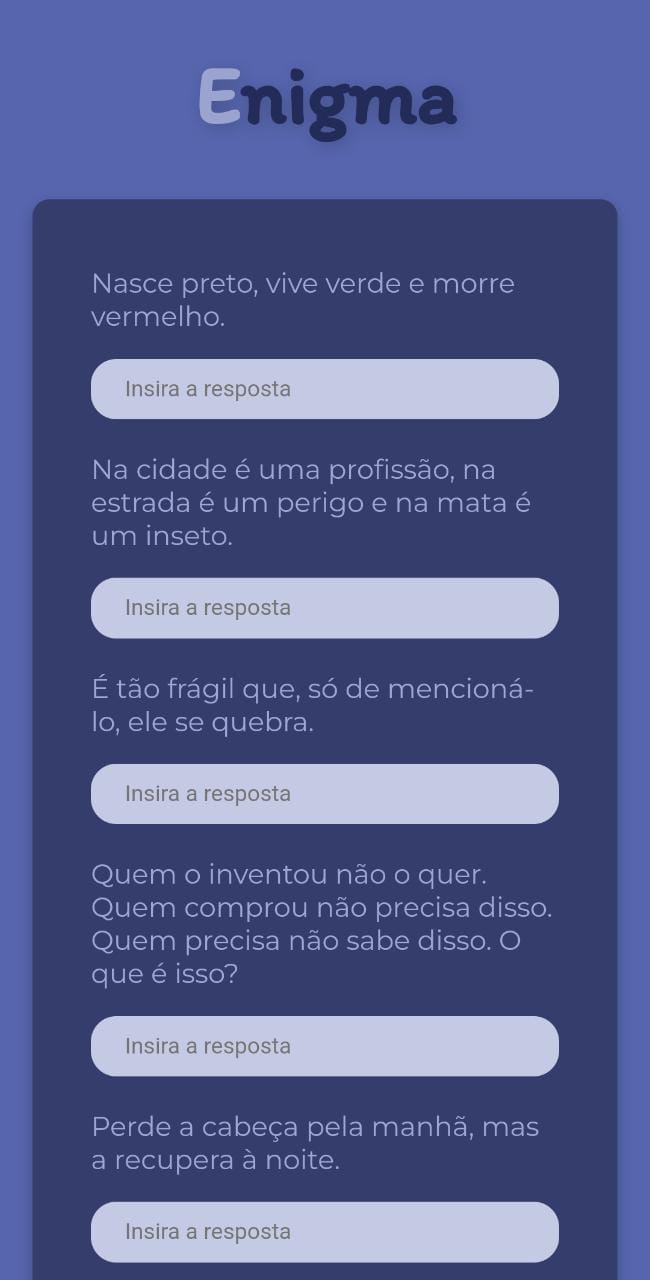 Enigma
Nasce preto, vive verde e morre
vermelho.
Insira a resposta
Na cidade é uma profissão, na
estrada é um perigo e na mata é
um inseto.
Insira a resposta
É tão frágil que, só de mencioná-
lo, ele se quebra.
Insira a resposta
Quem o inventou não o quer.
Quem comprou não precisa disso.
Quem precisa não sabe disso. O
que é isso?
Insira a resposta
Perde a cabeça pela manhã, mas
a recupera à noite.
Insira a resposta